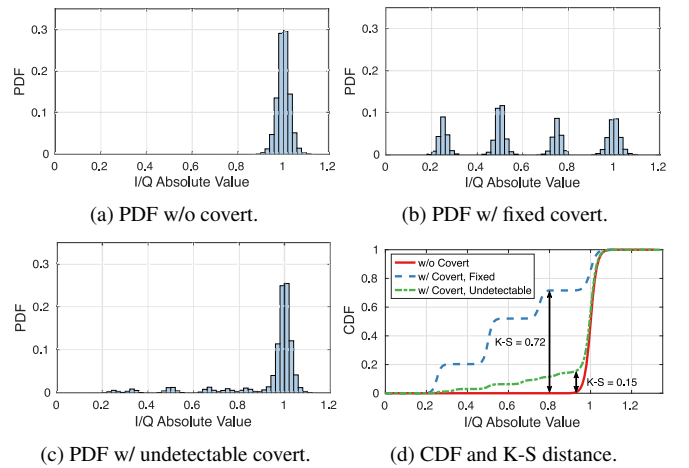 0.3
0.2
0.1
0
PDF
0 0.2 0.4 0.6 0.8 1 1.2
I/Q Absolute Value
(a) PDF w/o covert.
0.3
0.2
0.1
0
PDF
0 0.2 0.4 0.6 0.8 1 1.2
I/Q Absolute Value
(b) PDF w/ fixed covert.
0.3
0.2
0.1
0
PDF
0 0.2 0.4 0.6 0.8 1 1.2
I/Q Absolute Value
(c) PDF w/ undetectable covert.
1
0.8
0.6
0.4
0.2
0
CDF
w/o Covert
w/ Covert, Fixed
w/ Covert, Undetectable
K-S = 0.72
K-S = 0.15
0 0.2 0.4 0.6 0.8 1 1.2
I/Q Absolute Value
(d) CDF and K-S distance.